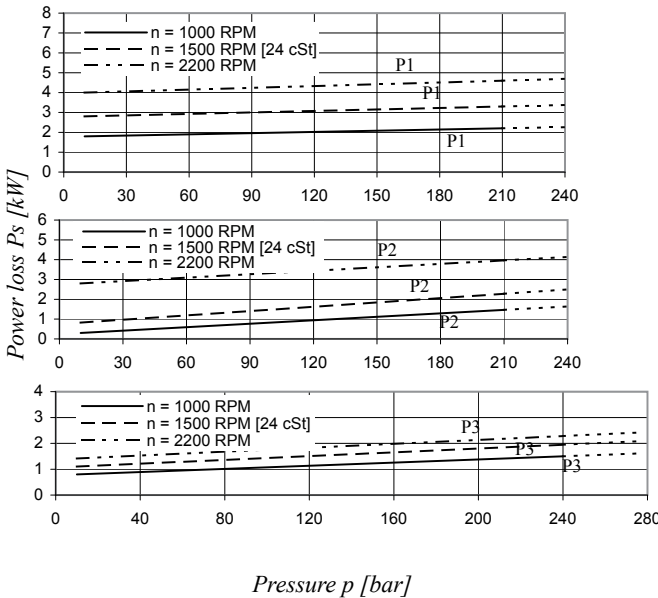 8
7
6
5
4
3
2
1
0
n = 1000 RPM
n = 1500 RPM [24 cSt]
n = 2200 RPM
P1
P1
P1
0 30 60 90 120 150 180 210 240
Power loss Ps [kW]
6
5
4
3
2
1
0
n = 1000 RPM
n = 1500 RPM [24 cSt]
n = 2200 RPM
P2
P2
P2
0 30 60 90 120 150 180 210 240
4
3
2
1
0
n = 1000 RPM
n = 1500 RPM [24 cSt]
n = 2200 RPM
P3
P3
P3
0 40 80 120 160 200 240 280
Pressure p [bar]